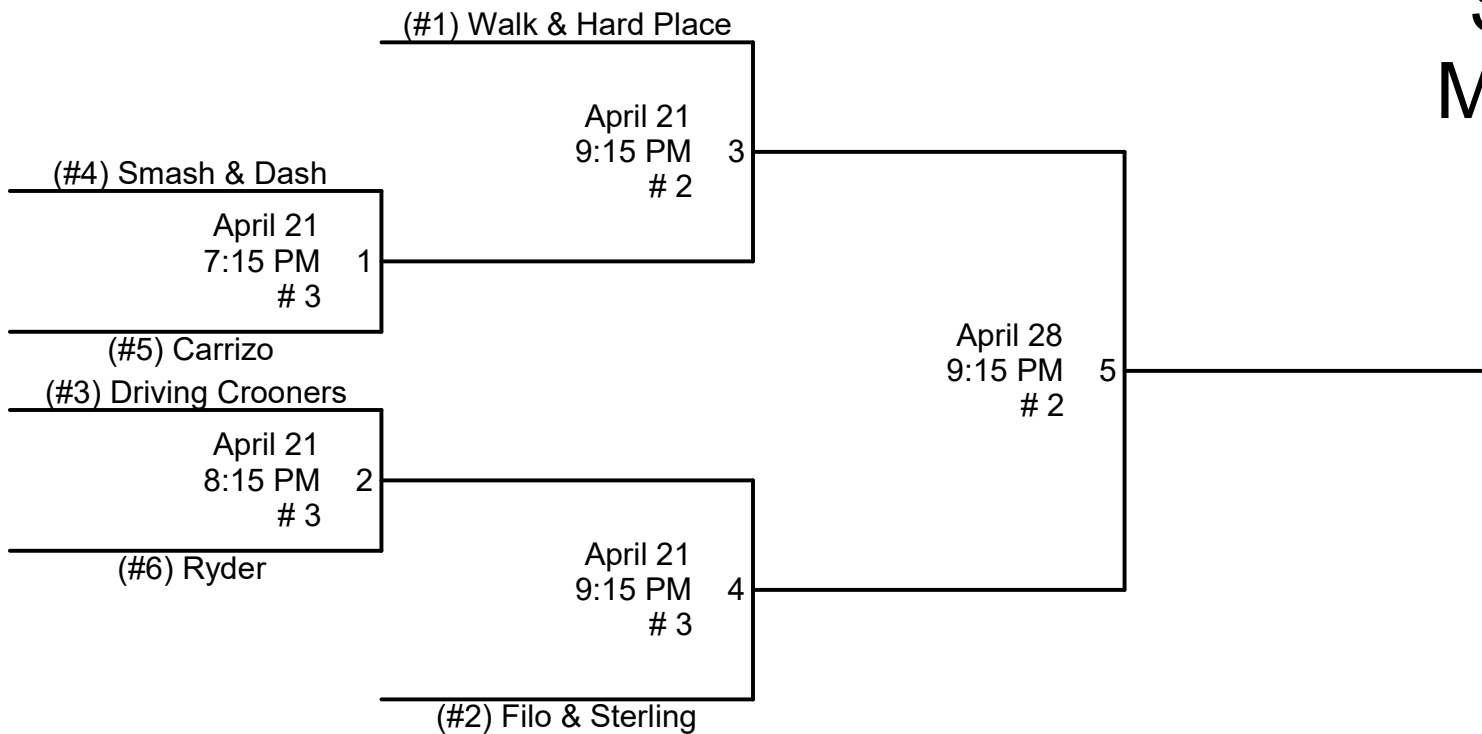 (#1) Walk & Hard Place
M
April 21
9:15 PM 3
# 2
(#4) Smash & Dash
April 21
7:15 PM 1
# 3
(#5) Carrizo
April 28
9:15 PM 5
# 2
(#3) Driving Crooners
April 21
8:15 PM 2
# 3
(#6) Ryder
April 21
9:15 PM 4
# 3
(#2) Filo & Sterling